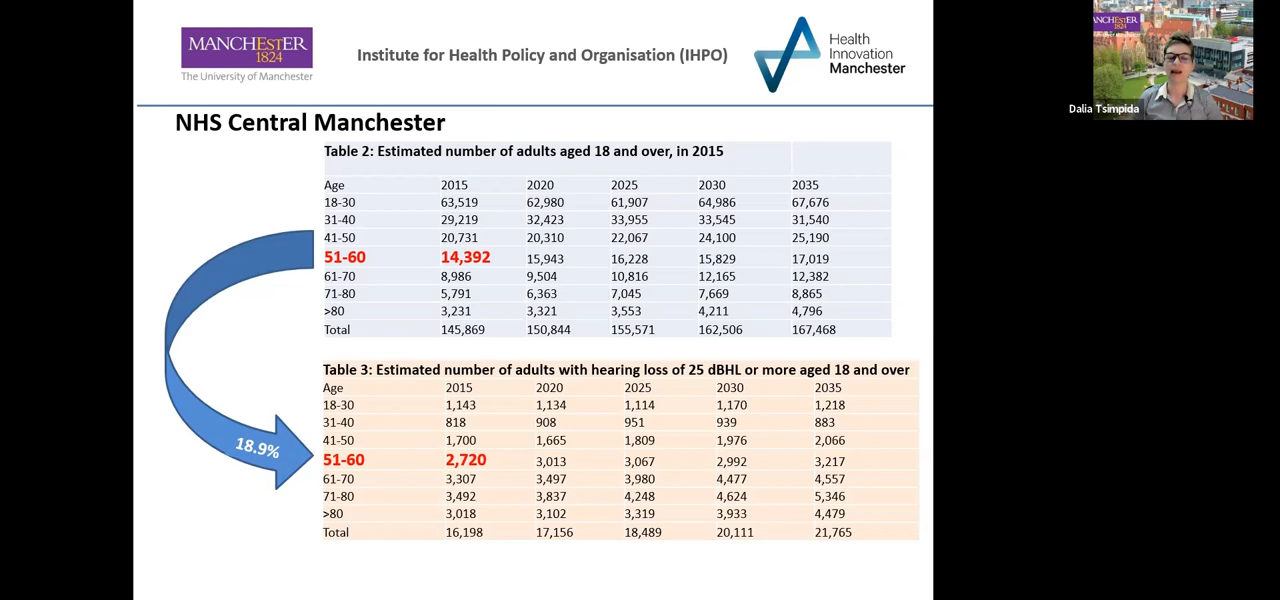 MANCHESTER
1824
The University of Manchester
Institute for Health Policy and Organisation (IHPO)
Health
Innovation
Manchester
MANCHESTER
1824
Dalia Tsimpida
NHS Central Manchester
Table 2: Estimated number of adults aged 18 and over, in 2015
Age 2015 2020 2025 2030 2035
18-30 63,519 62,980 61,907 64,986 67,676
31-40 29,219 32,423 33,955 33,545 31,540
41-50 20,731 20,310 22,067 24,100 25,190
51-60 14,392 15,943 16,228 15,829 17,019
61-70 8,986 9,504 10,816 12,165 12,382
71-80 5,791 6,363 7,045 7,669 8,865
>80 3,231 3,321 3,553 4,211 4,796
Total 145,869 150,844 155,571 162,506 167,468
18.9%
Table 3: Estimated number of adults with hearing loss of 25 dBHL or more aged 18 and over
Age 2015 2020 2025 2030 2035
18-30 1,143 1,134 1,114 1,170 1,218
31-40 818 908 951 939 883
41-50 1,700 1,665 1,809 1,976 2,066
51-60 2,720 3,013 3,067 2,992 3,217
61-70 3,307 3,497 3,980 4,477 4,557
71-80 3,492 3,837 4,248 4,624 5,346
>80 3,018 3,102 3,319 3,933 4,479
Total 16,198 17,156 18,489 20,111 21,765